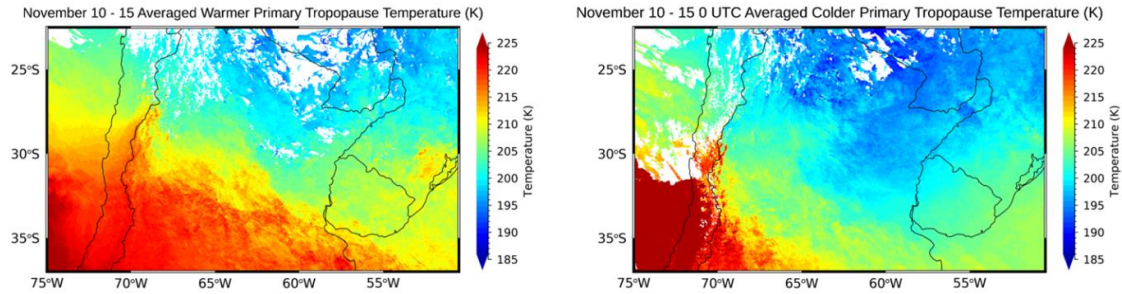 November 10 - 15 Averaged Warmer Primary Tropopause Temperature (K)
25°S
30°S
35°S
75°W 70°W 65°W 60°W 55°W
225
220
215
210
205
200
195
190
185
Temperature (K)
November 10 - 15 0 UTC Averaged Colder Primary Tropopause Temperature (K)
25°S
30°S
35°S
75°W 70°W 65°W 60°W 55°W
225
220
215
210
205
200
195
190
185
Temperature (K)